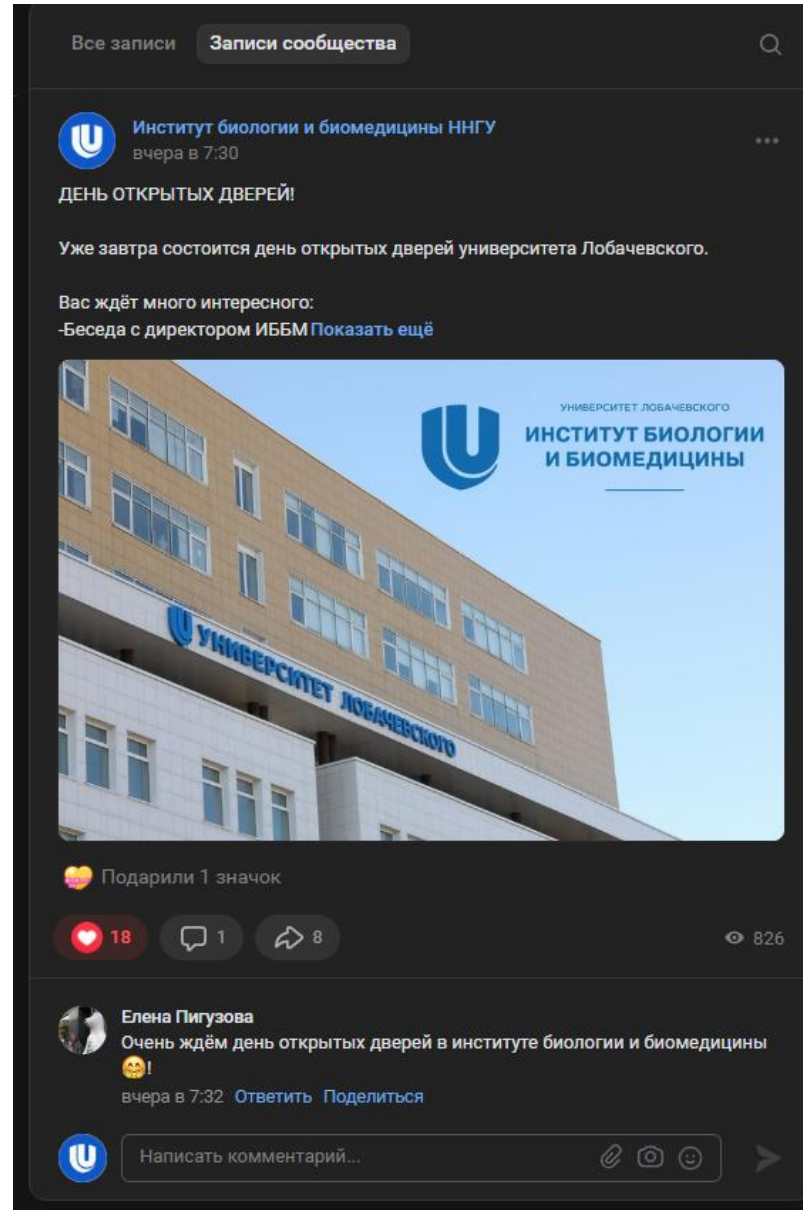 Все записи Записи сообщества
Институт биологии и биомедицины ННГУ
вчера в 7:30
ДЕНЬ ОТКРЫТЫХ ДВЕРЕЙ!
Уже завтра состоится день открытых дверей университета Лобачевского.
Вас ждёт много интересного:
-Беседа с директором ИББМ Показать ещё
УНИВЕРСИТЕТ ЛОБАЧЕВСКОГО
ИНСТИТУТ БИОЛОГИИ
И БИОМЕДИЦИНЫ
УНИВЕРСИТЕТ ЛОБАЧЕВСКОГО
Подарили 1 значок
18 1 8 826
Елена Пигузова
Очень ждём день открытых дверей в институте биологии и биомедицины
🤗!
вчера в 7:32 Ответить Поделиться
Написать комментарий...